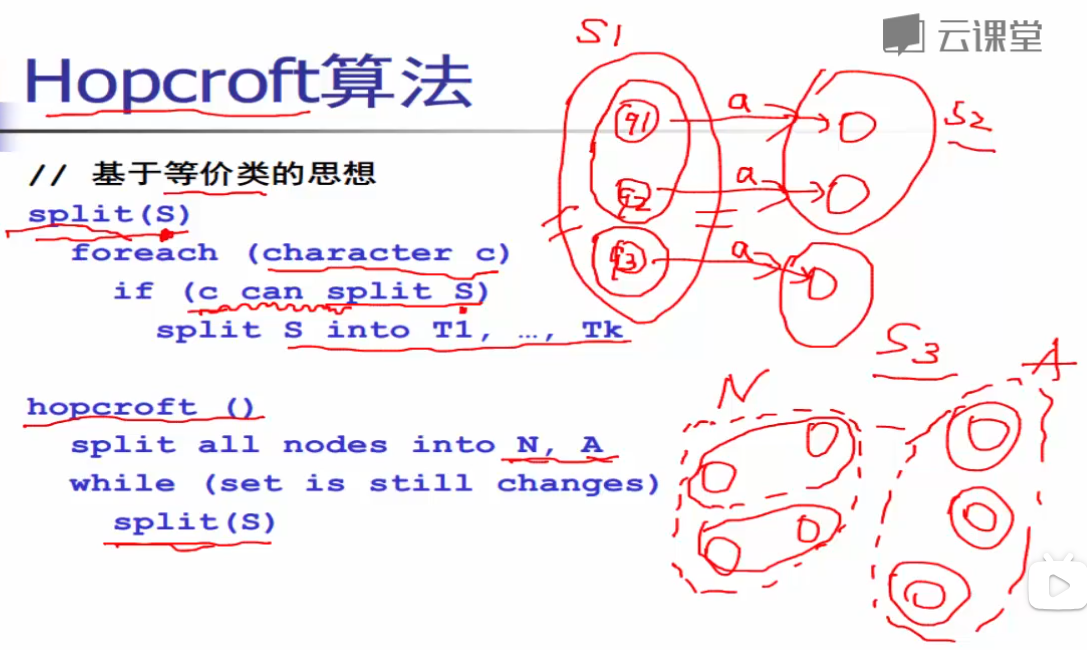 云课堂
Hopcroft算法
// 基于等价类的思想
split(S)
foreach (character c)
if (c can split S)
split S into T1, …, Tk
hopcroft ()
split all nodes into N, A
while (set is still changes)
split(S)
S1
q1
a
S2
q2
a
q3
a
S3
N
A